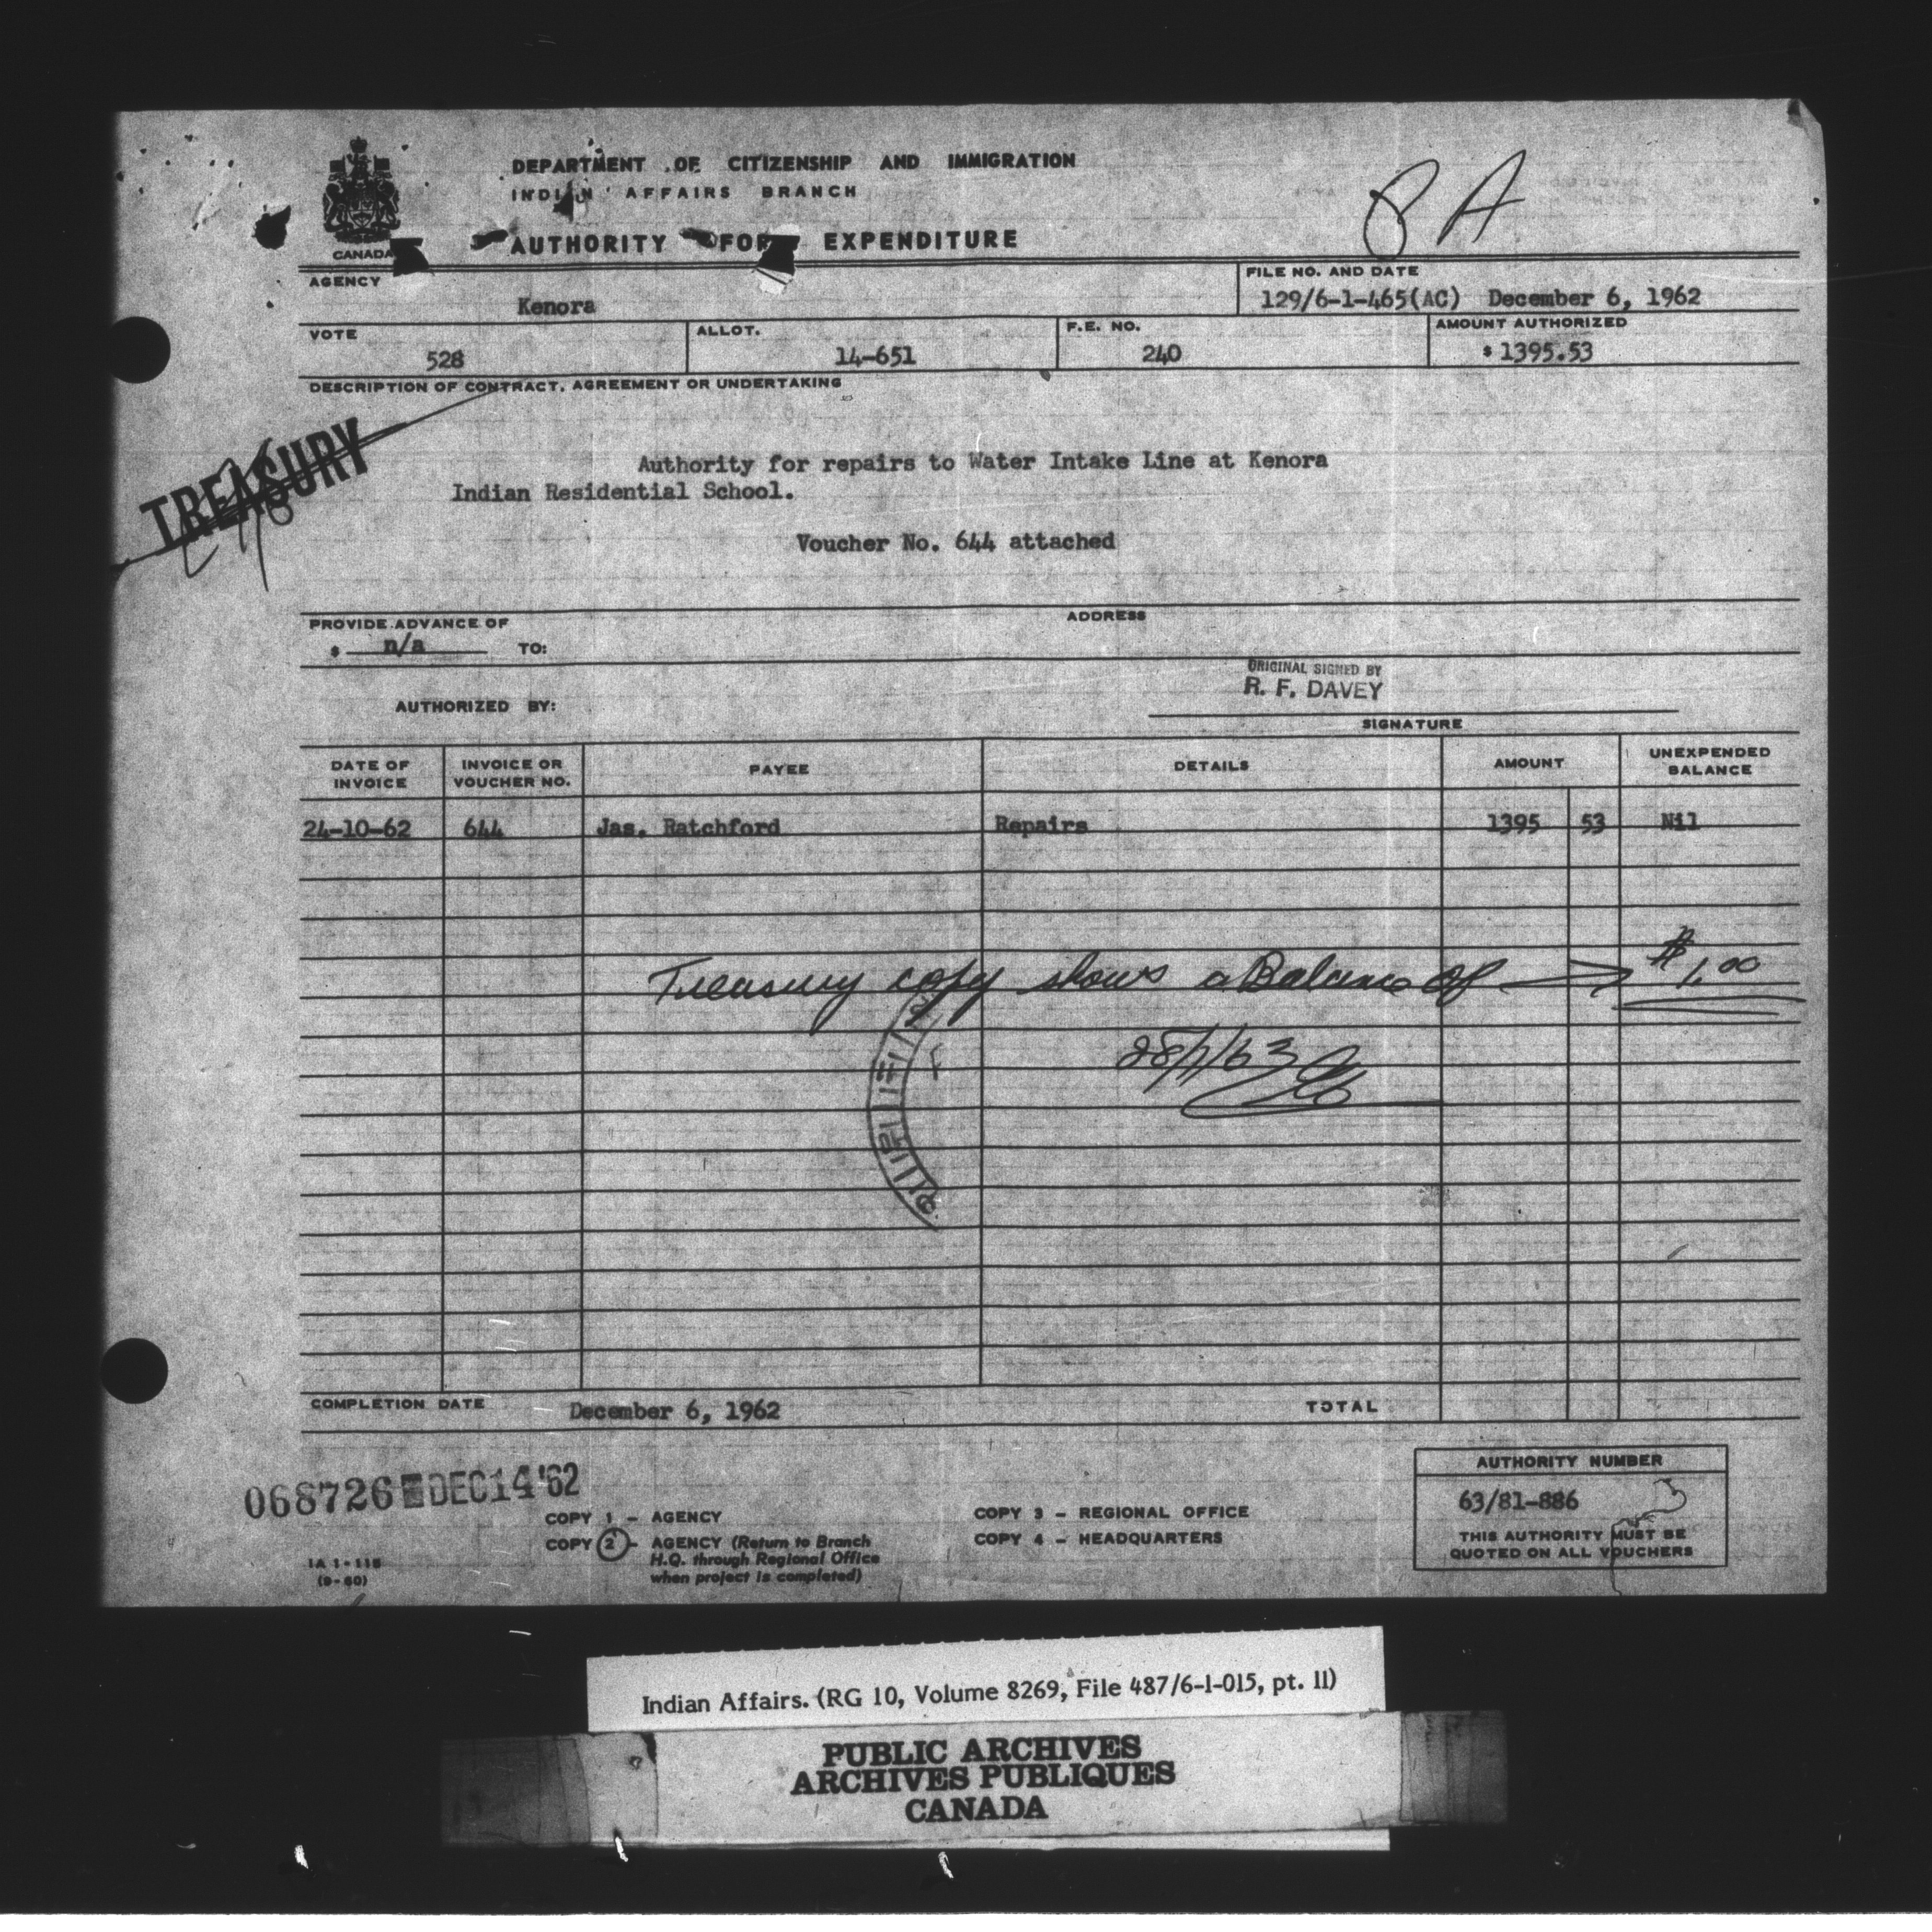 DEPARTMENT OF CITIZENSHIP AND IMMIGRATION
INDIAN AFFAIRS BRANCH
AUTHORITY FOR EXPENDITURE
CANADA
8 A
AGENCY
Kenora
FILE NO. AND DATE
129/6-1-465(AC) December 6, 1962
VOTE
528
ALLOT.
14-651
F.E. NO.
240
AMOUNT AUTHORIZED
$ 1395.53
DESCRIPTION OF CONTRACT, AGREEMENT OR UNDERTAKING
TREASURY
Authority for repairs to Water Intake Line at Kenora
Indian Residential School.
Voucher No. 644 attached
PROVIDE ADVANCE OF
$ n/a TO:
ADDRESS
ORIGINAL SIGNED BY
R. F. DAVEY
AUTHORIZED BY:
SIGNATURE
DATE OF INVOICE INVOICE OR VOUCHER NO. PAYEE DETAILS AMOUNT UNEXPENDED BALANCE
24-10-62 644 Jas. Ratchford Repairs 1395 53 Nil
Treasury copy shows a Balance of → $1.00
28/1/63
COMPLETION DATE December 6, 1962 TOTAL
068726 DEC14'62
COPY 1 - AGENCY
COPY 2 - AGENCY (Return to Branch
H.Q. through Regional Office
when project is completed)
COPY 3 - REGIONAL OFFICE
COPY 4 - HEADQUARTERS
IA 1-118
(9-60)
AUTHORITY NUMBER
63/81-886
THIS AUTHORITY MUST BE
QUOTED ON ALL VOUCHERS
Indian Affairs. (RG 10, Volume 8269, File 487/6-1-015, pt. 11)
PUBLIC ARCHIVES
ARCHIVES PUBLIQUES
CANADA